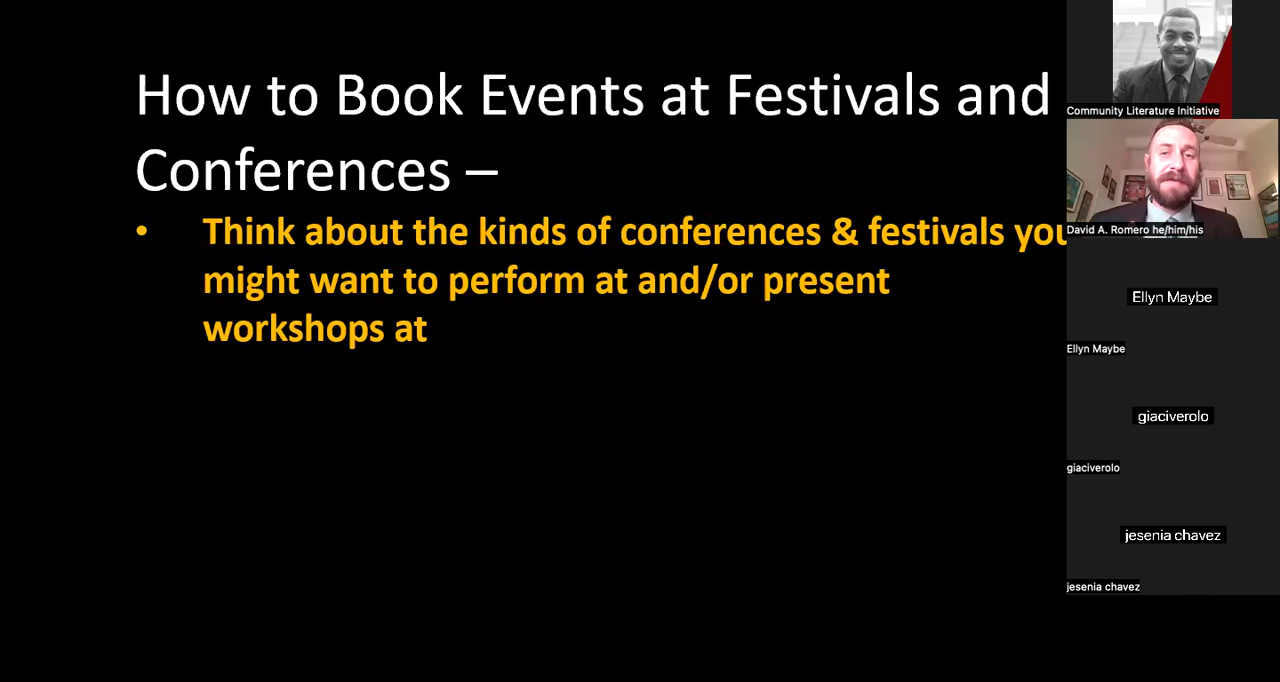 How to Book Events at Festivals and
Conferences –
• Think about the kinds of conferences & festivals you
might want to perform at and/or present
workshops at
Community Literature Initiative
David A. Romero he/him/his
Ellyn Maybe
Ellyn Maybe
giaciverolo
giaciverolo
jesenia chavez
jesenia chavez